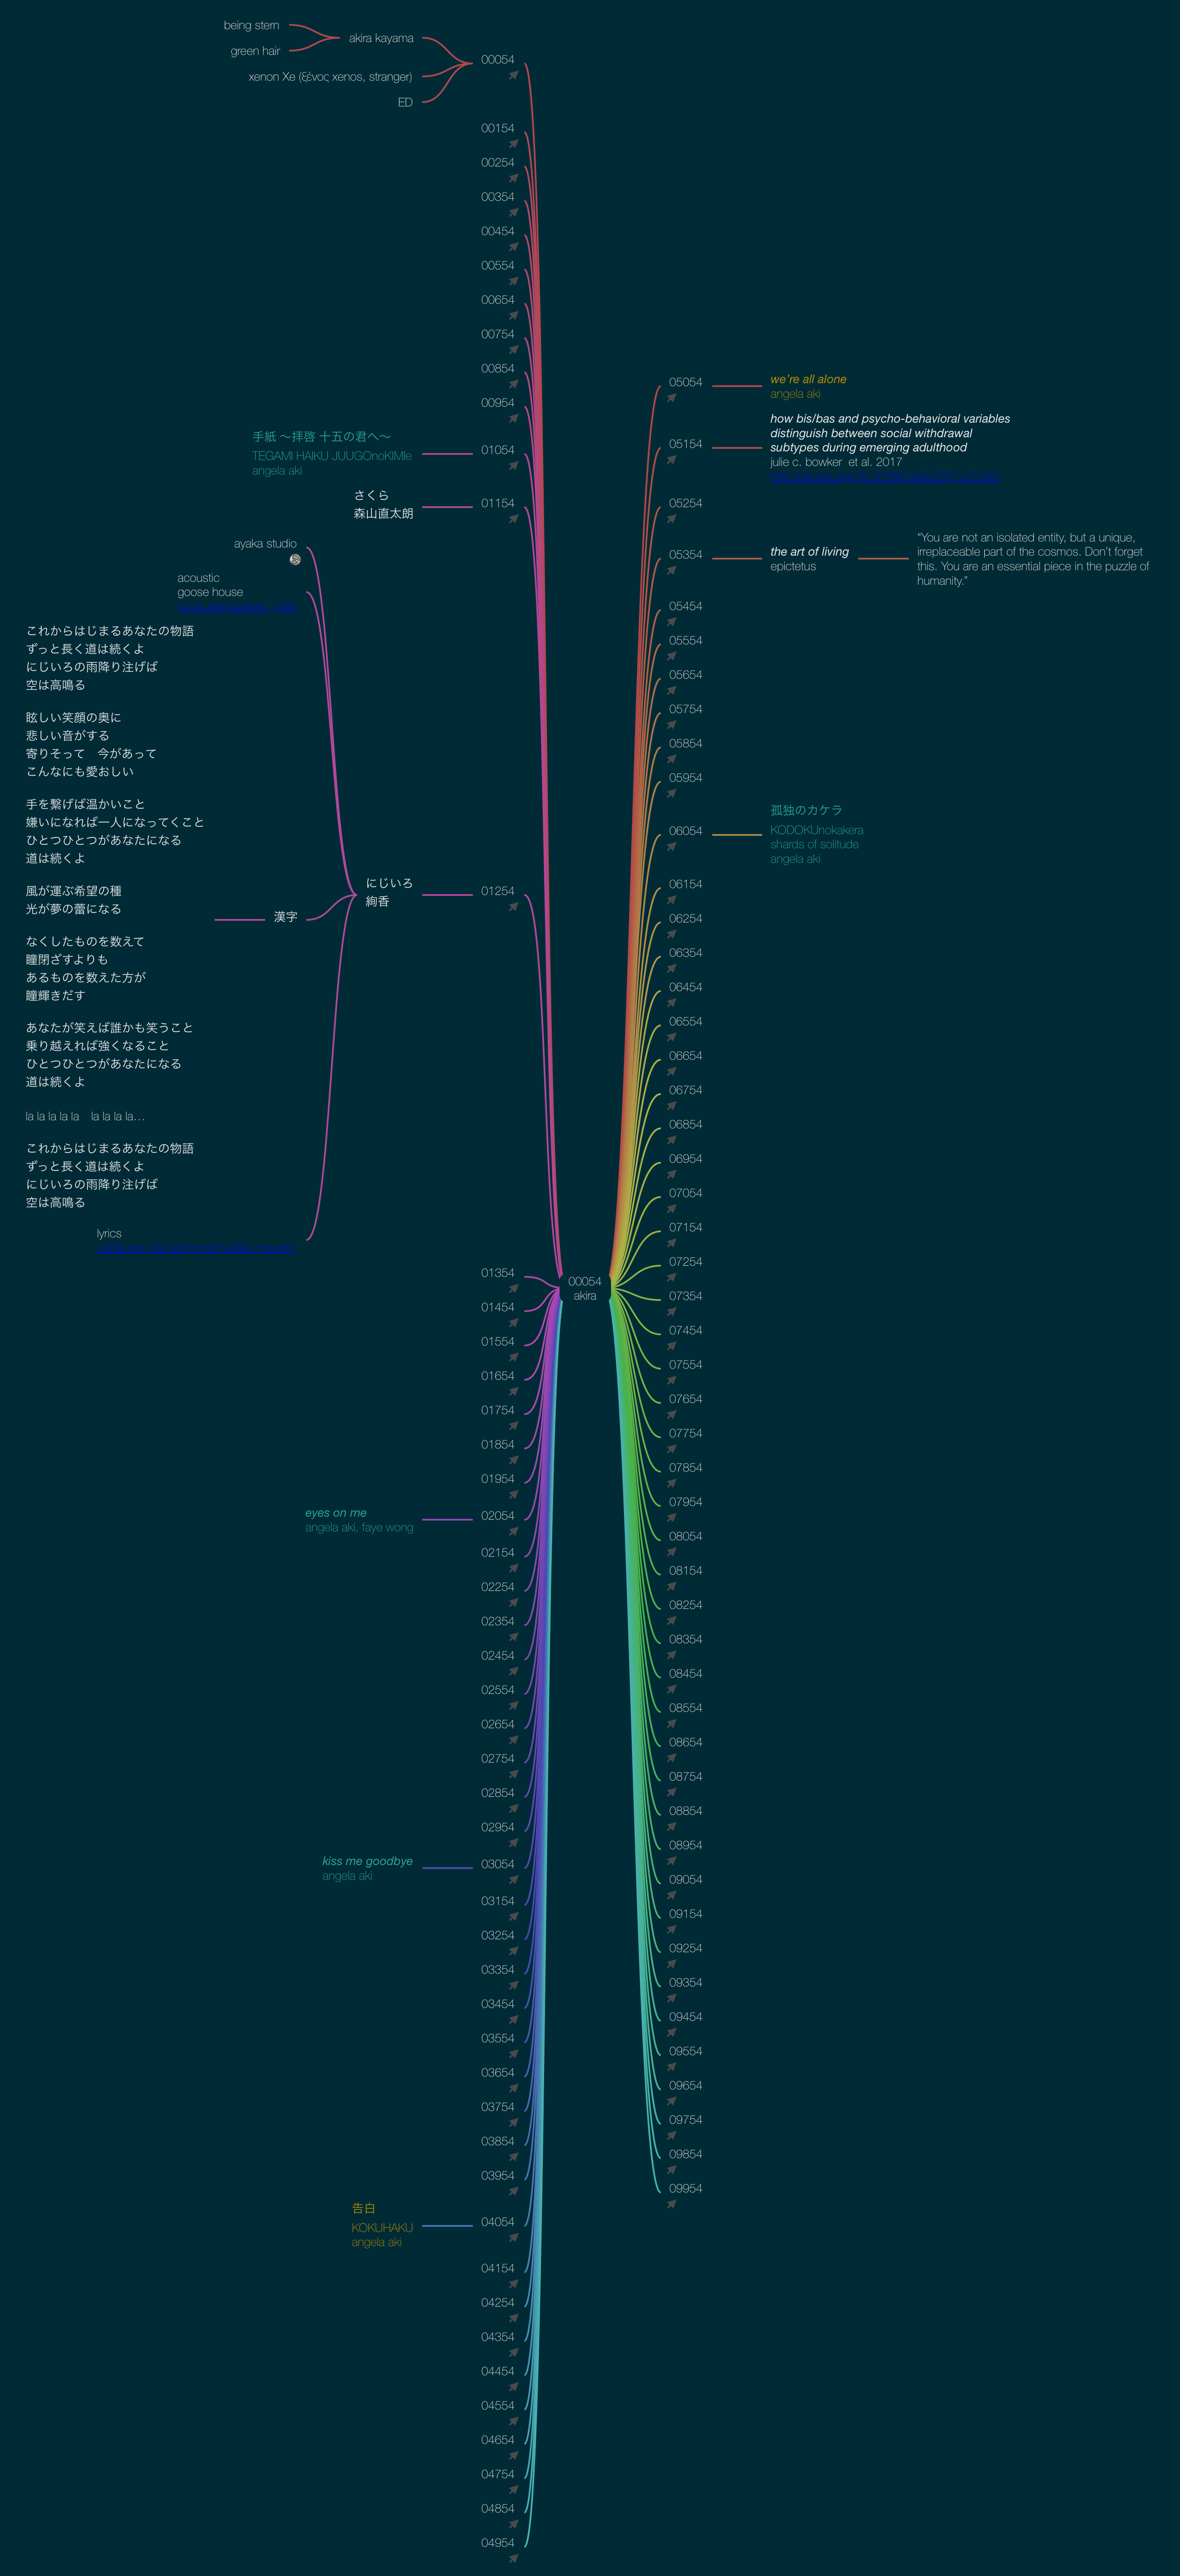 being stern
green hair
akira kayama
xenon Xe (ξένος xenos, stranger)
ED
00054
00154
00254
00354
00454
00554
00654
00754
00854
00954
手紙 〜拝啓 十五の君へ〜
TEGAMI HAIKU JUUGOnoKIMIe
angela aki
01054
さくら
森山直太朗
01154
ayaka studio
acoustic
goose house
これからはじまるあなたの物語
ずっと長く道は続くよ
にじいろの雨降り注げば
空は高鳴る
眩しい笑顔の奥に
悲しい音がする
寄りそって　今があって
こんなにも愛おしい
手を繋げば温かいこと
嫌いになれば一人になってくこと
ひとつひとつがあなたになる
道は続くよ
風が運ぶ希望の種
光が夢の蕾になる
なくしたものを数えて
瞳閉ざすよりも
あるものを数えた方が
瞳輝きだす
あなたが笑えば誰かも笑うこと
乗り越えれば強くなること
ひとつひとつがあなたになる
道は続くよ
la la la la la　la la la la…
これからはじまるあなたの物語
ずっと長く道は続くよ
にじいろの雨降り注げば
空は高鳴る
漢字
lyrics
にじいろ
絢香
01254
01354
01454
01554
01654
01754
01854
01954
eyes on me
angela aki, faye wong
02054
02154
02254
02354
02454
02554
02654
02754
02854
02954
kiss me goodbye
angela aki
03054
03154
03254
03354
03454
03554
03654
03754
03854
03954
告白
KOKUHAKU
angela aki
04054
04154
04254
04354
04454
04554
04654
04754
04854
04954
00054
akira
05054
we're all alone
angela aki
05154
how bis/bas and psycho-behavioral variables
distinguish between social withdrawal
subtypes during emerging adulthood
julie c. bowker et al. 2017
05254
05354
the art of living
epictetus
"You are not an isolated entity, but a unique,
irreplaceable part of the cosmos. Don't forget
this. You are an essential piece in the puzzle of
humanity."
05454
05554
05654
05754
05854
05954
06054
孤独のカケラ
KODOKUnokakera
shards of solitude
angela aki
06154
06254
06354
06454
06554
06654
06754
06854
06954
07054
07154
07254
07354
07454
07554
07654
07754
07854
07954
08054
08154
08254
08354
08454
08554
08654
08754
08854
08954
09054
09154
09254
09354
09454
09554
09654
09754
09854
09954